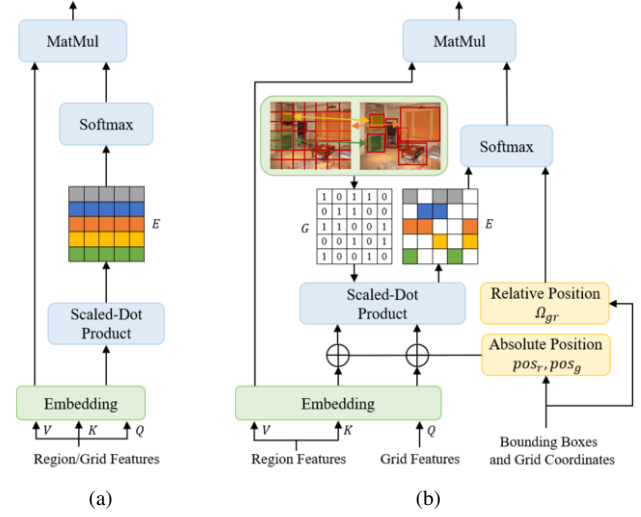 MatMul
Softmax
E
Scaled-Dot
Product
Embedding
V K Q
Region/Grid Features
(a)
MatMul
Softmax
G
1 0 1 1 0
0 1 1 0 0
1 1 0 0 1
0 0 1 0 1
1 0 0 1 0
E
Scaled-Dot
Product
Relative Position
Ω_gr
Absolute Position
pos_r, pos_g
Embedding
V K Q
Region Features
Grid Features
Bounding Boxes
and Grid Coordinates
(b)